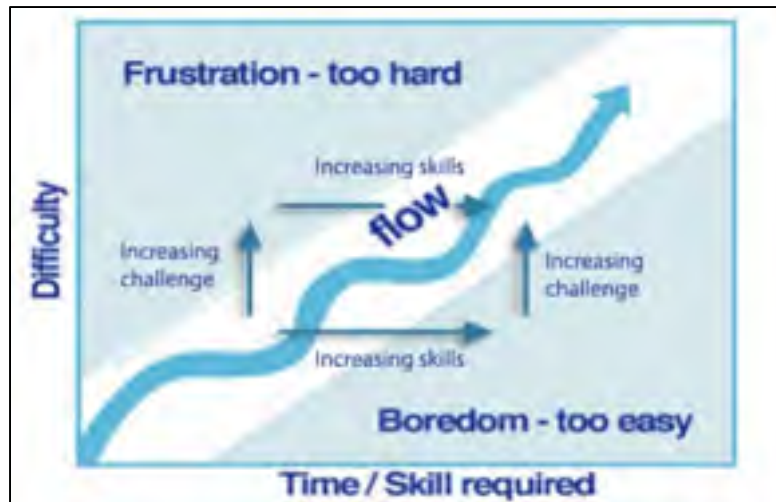 Frustration - too hard
Increasing skills
flow
Difficulty
Increasing
challenge
Increasing
challenge
Increasing skills
Boredom - too easy
Time / Skill required